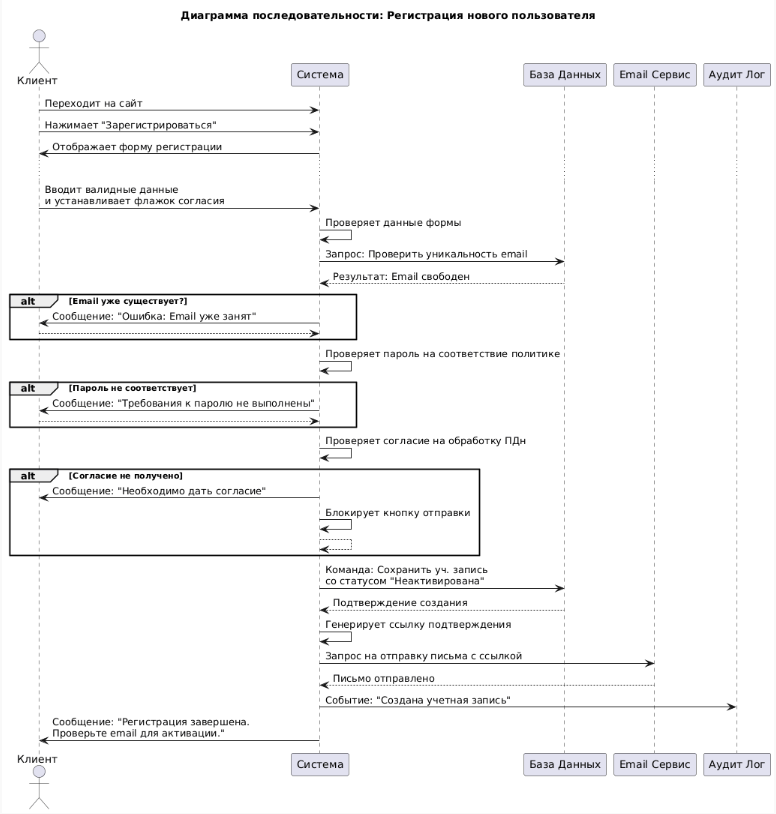 Диаграмма последовательности: Регистрация нового пользователя
Клиент
Система
База Данных
Email Сервис
Аудит Лог
Переходит на сайт
Нажимает "Зарегистрироваться"
Отображает форму регистрации
Вводит валидные данные
и устанавливает флажок согласия
Проверяет данные формы
Запрос: Проверить уникальность email
Результат: Email свободен
alt [Email уже существует?]
Сообщение: "Ошибка: Email уже занят"
Проверяет пароль на соответствие политике
alt [Пароль не соответствует]
Сообщение: "Требования к паролю не выполнены"
Проверяет согласие на обработку ПДн
alt [Согласие не получено]
Сообщение: "Необходимо дать согласие"
Блокирует кнопку отправки
Команда: Сохранить уч. запись
со статусом "Неактивирована"
Подтверждение создания
Генерирует ссылку подтверждения
Запрос на отправку письма с ссылкой
Письмо отправлено
Событие: "Создана учетная запись"
Сообщение: "Регистрация завершена.
Проверьте email для активации."
Клиент
Система
База Данных
Email Сервис
Аудит Лог